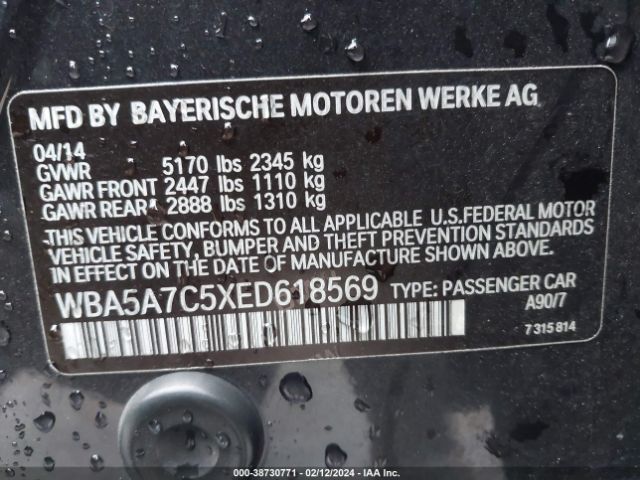 MFD BY BAYERISCHE MOTOREN WERKE AG
04/14
GVWR 5170 lbs 2345 kg
GAWR FRONT 2447 lbs 1110 kg
GAWR REAR 2888 lbs 1310 kg
THIS VEHICLE CONFORMS TO ALL APPLICABLE U.S.FEDERAL MOTOR
VEHICLE SAFETY, BUMPER AND THEFT PREVENTION STANDARDS
IN EFFECT ON THE DATE OF MANUFACTURE SHOWN ABOVE.
WBA5A7C5XED618569 TYPE: PASSENGER CAR
A90/7
7 315 814
000-38730771 - 02/12/2024 - IAA Inc.